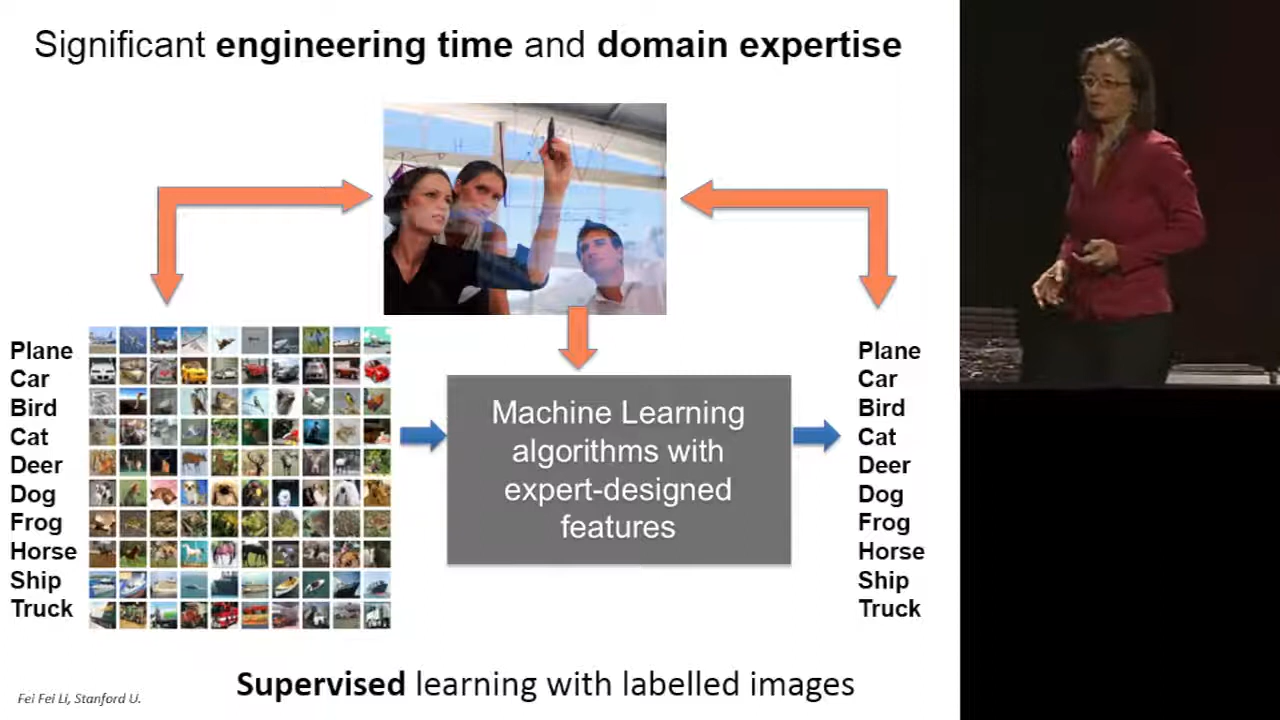 Significant engineering time and domain expertise
Plane
Car
Bird
Cat
Deer
Dog
Frog
Horse
Ship
Truck
Machine Learning
algorithms with
expert-designed
features
Plane
Car
Bird
Cat
Deer
Dog
Frog
Horse
Ship
Truck
Supervised learning with labelled images
Fei Fei Li, Stanford U.